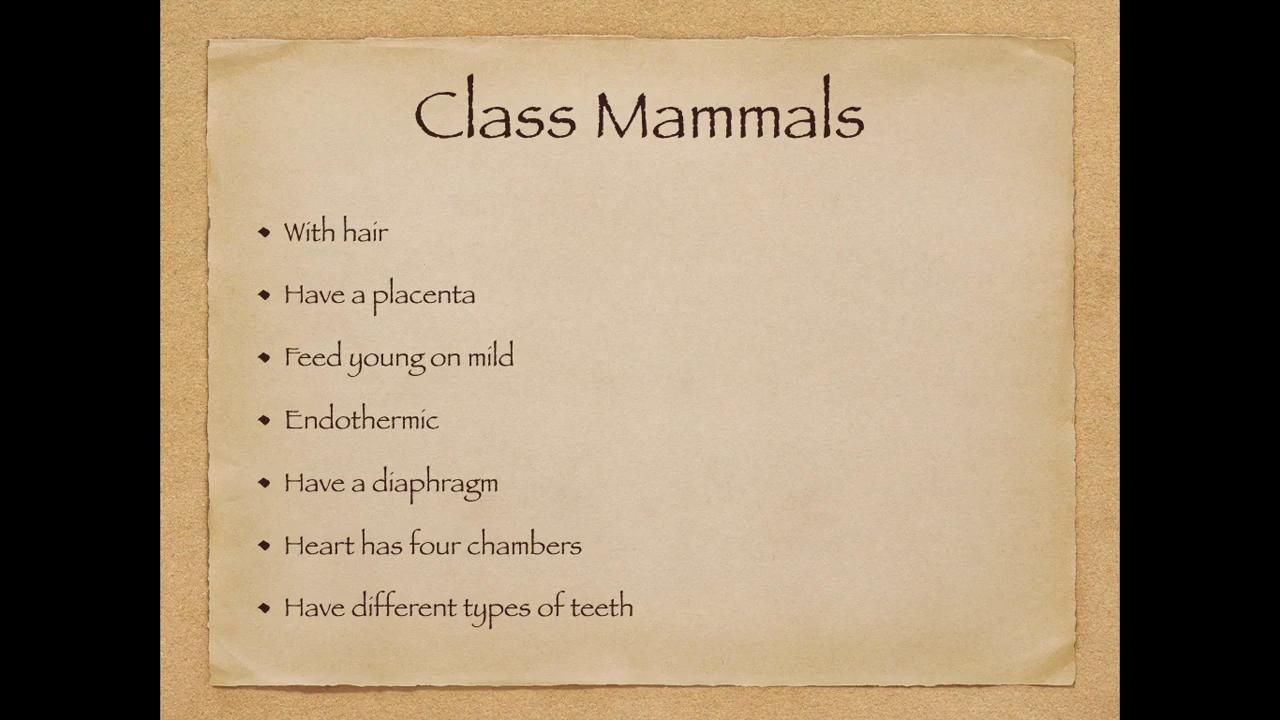 Class Mammals
• With hair
• Have a placenta
• Feed young on mild
• Endothermic
• Have a diaphragm
• Heart has four chambers
• Have different types of teeth